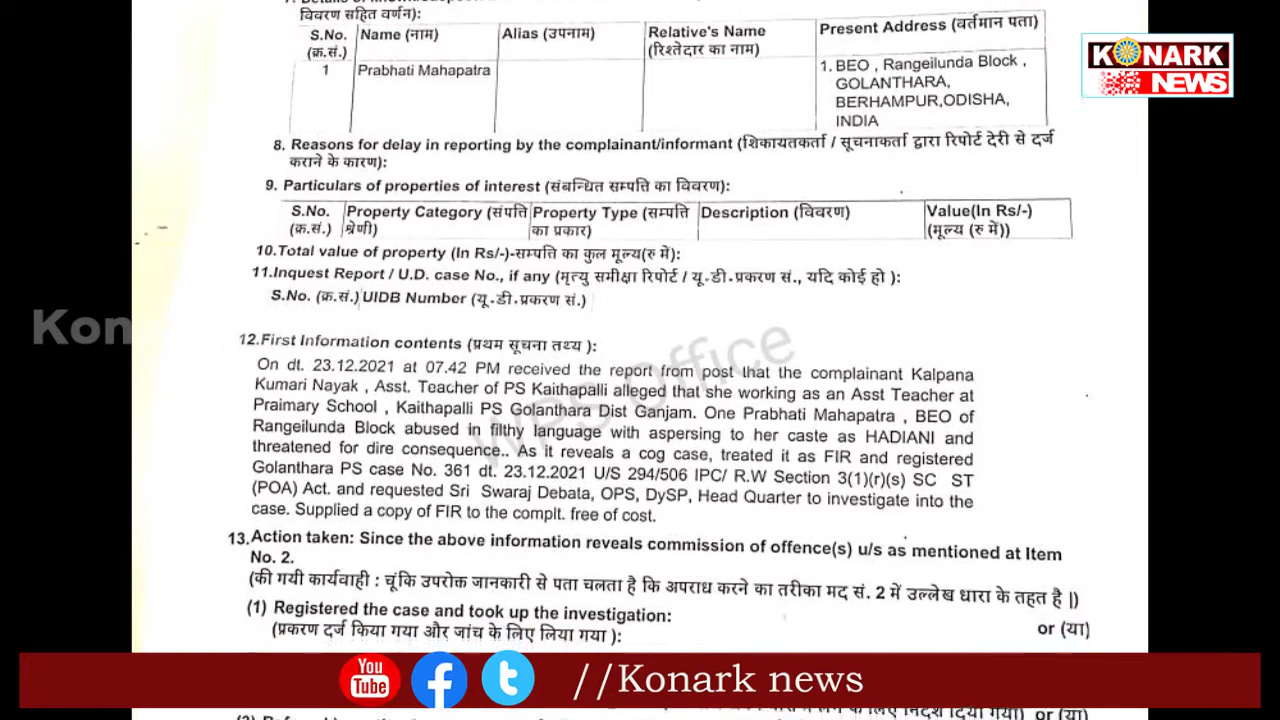 विवरण सहित वर्णन):
S.No. Name (नाम) Alias (उपनाम) Relative's Name Present Address (वर्तमान पता)
(क्र.सं.) (रिश्तेदार का नाम)
1 Prabhati Mahapatra 1. BEO , Rangeilunda Block ,
GOLANTHARA,
BERHAMPUR,ODISHA,
INDIA
KONARK
NEWS
8. Reasons for delay in reporting by the complainant/informant (शिकायतकर्ता / सूचनाकर्ता द्वारा रिपोर्ट देरी से दर्ज
कराने के कारण):
9. Particulars of properties of interest (संबन्धित सम्पत्ति का विवरण):
S.No. Property Category (संपत्ति Property Type (सम्पत्ति Description (विवरण) Value(In Rs/-)
(क्र.सं.) श्रेणी) का प्रकार) (मूल्य (रु में))
10.Total value of property (In Rs/-)-सम्पत्ति का कुल मूल्य(रु में):
11.Inquest Report / U.D. case No., if any (मृत्यु समीक्षा रिपोर्ट / यू.डी.प्रकरण सं., यदि कोई हो ):
S.No. (क्र.सं.) UIDB Number (यू.डी.प्रकरण सं.)
Kon
12.First Information contents (प्रथम सूचना तथ्य ):
On dt. 23.12.2021 at 07.42 PM received the report from post that the complainant Kalpana
Kumari Nayak , Asst. Teacher of PS Kaithapalli alleged that she working as an Asst Teacher at
Praimary School , Kaithapalli PS Golanthara Dist Ganjam. One Prabhati Mahapatra , BEO of
Rangeilunda Block abused in filthy language with aspersing to her caste as HADIANI and
threatened for dire consequence.. As it reveals a cog case, treated it as FIR and registered
Golanthara PS case No. 361 dt. 23.12.2021 U/S 294/506 IPC/ R.W Section 3(1)(r)(s) SC ST
(POA) Act. and requested Sri Swaraj Debata, OPS, DySP, Head Quarter to investigate into the
case. Supplied a copy of FIR to the complt. free of cost.
WPS Office
13.Action taken: Since the above information reveals commission of offence(s) u/s as mentioned at Item
No. 2.
(की गयी कार्यवाही : चूंकि उपरोक्त जानकारी से पता चलता है कि अपराध करने का तरीका मद सं. 2 में उल्लेख धारा के तहत है |)
(1) Registered the case and took up the investigation: or (या)
(प्रकरण दर्ज किया गया और जांच के लिए लिया गया ):
You
Tube
//Konark news